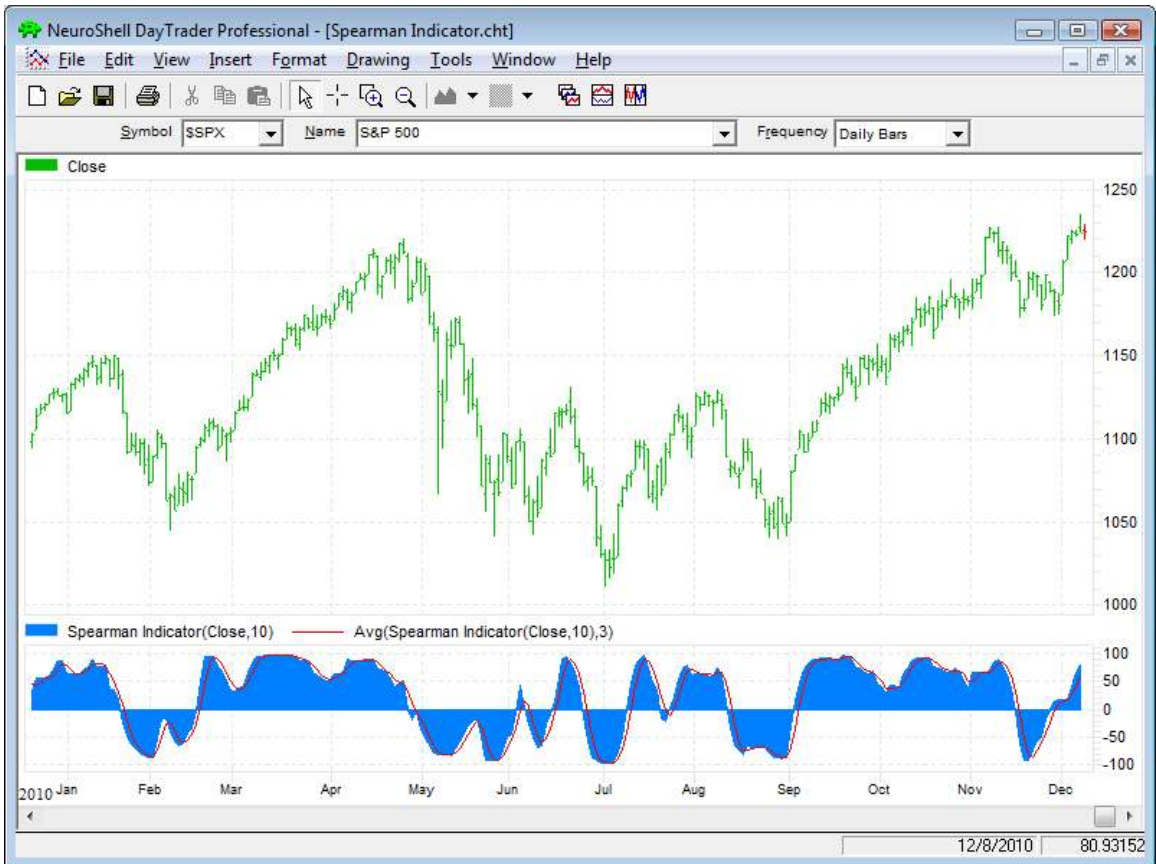 NeuroShell DayTrader Professional - [Spearman Indicator.cht]
File Edit View Insert Format Drawing Tools Window Help
Symbol $SPX Name S&P 500 Frequency Daily Bars
Close
1250
1200
1150
1100
1050
1000
Spearman Indicator(Close,10) Avg(Spearman Indicator(Close,10),3)
100
50
0
-50
-100
2010 Jan Feb Mar Apr May Jun Jul Aug Sep Oct Nov Dec
12/8/2010 80.93152